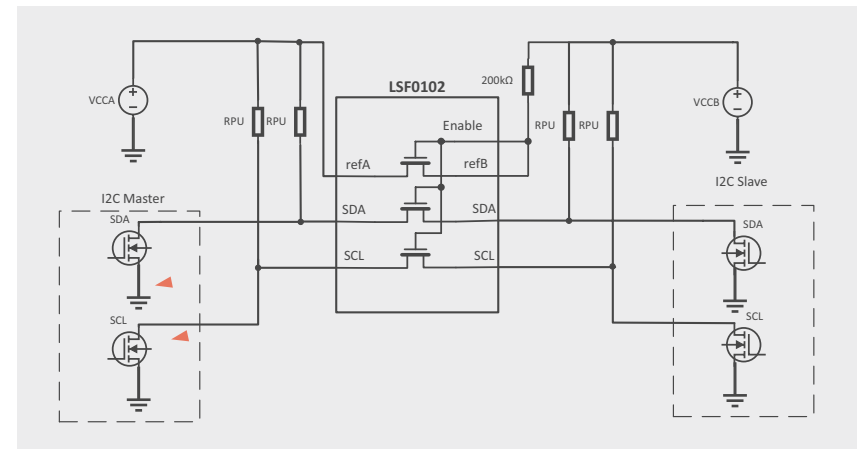 LSF0102
200kΩ
VCCA
VCCB
RPU
RPU
RPU
RPU
Enable
refA
refB
I2C Master
I2C Slave
SDA
SDA
SDA
SDA
SCL
SCL
SCL
SCL